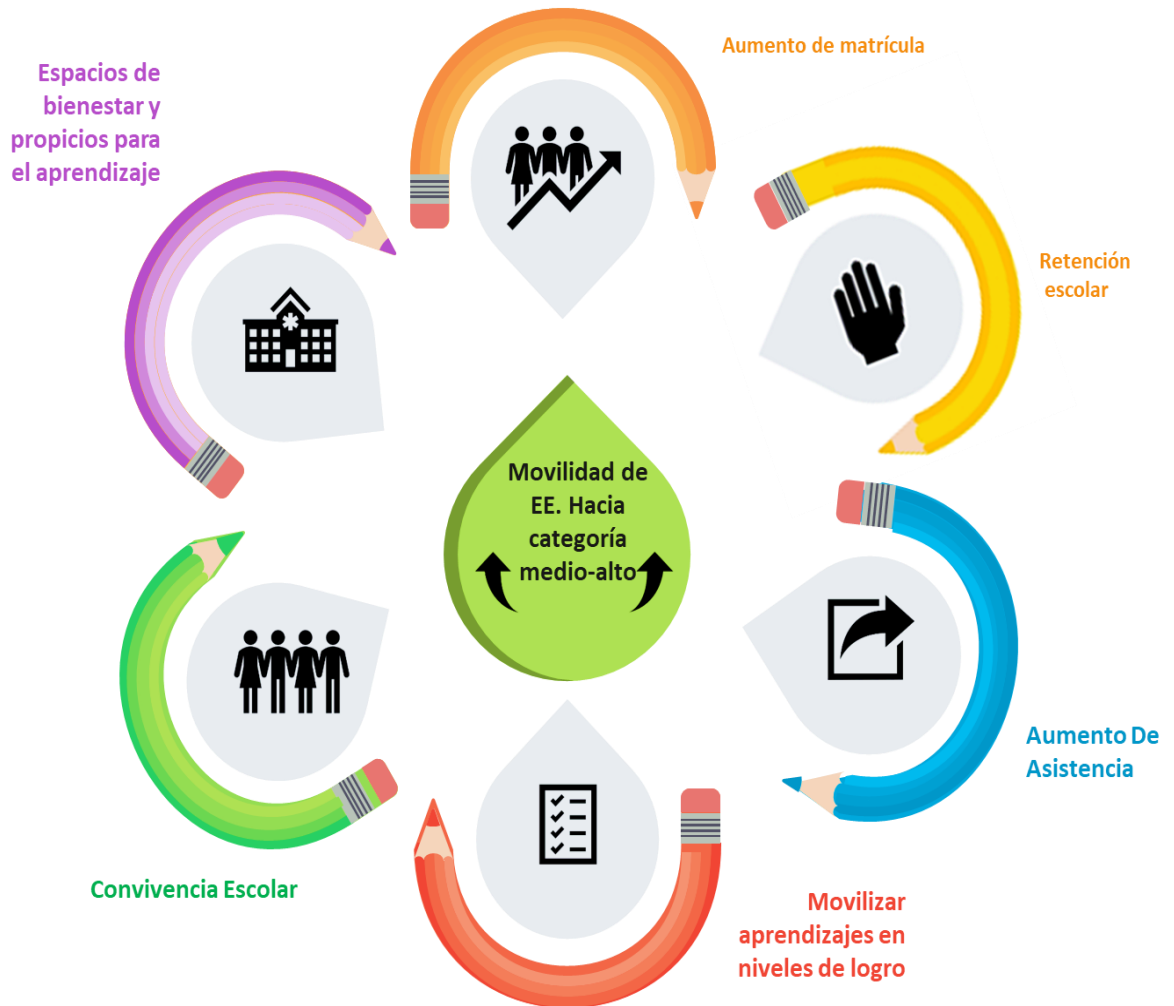 Aumento de matrícula
Espacios de
bienestar y
propicios para
el aprendizaje
Retención
escolar
Movilidad de
EE. Hacia
categoría
medio-alto
Aumento De
Asistencia
Convivencia Escolar
Movilizar
aprendizajes en
niveles de logro